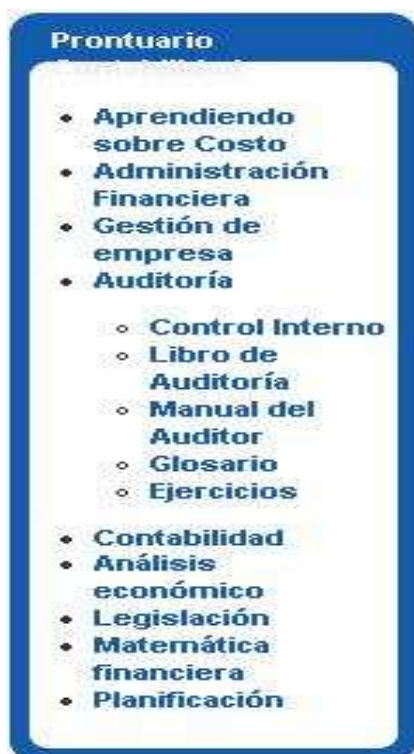 Prontuario
Aprendiendo
sobre Costo
Administración
Financiera
Gestión de
empresa
Auditoría
Control Interno
Libro de
Auditoría
Manual del
Auditor
Glosario
Ejercicios
Contabilidad
Análisis
económico
Legislación
Matemática
financiera
Planificación